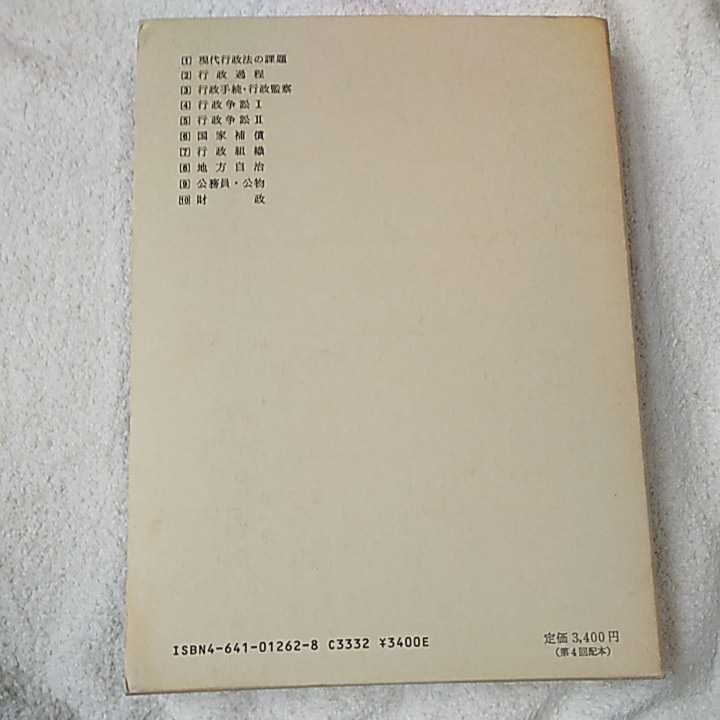 [1] 現代行政法の課題
[2] 行政過程
[3] 行政手続・行政監察
[4] 行政争訟 I
[5] 行政争訟 II
[6] 国家補償
[7] 行政組織
[8] 地方自治
[9] 公務員・公物
[10] 財政
ISBN4-641-01262-8 C3332 ¥3400E
定価 3,400円
(第4回配本)